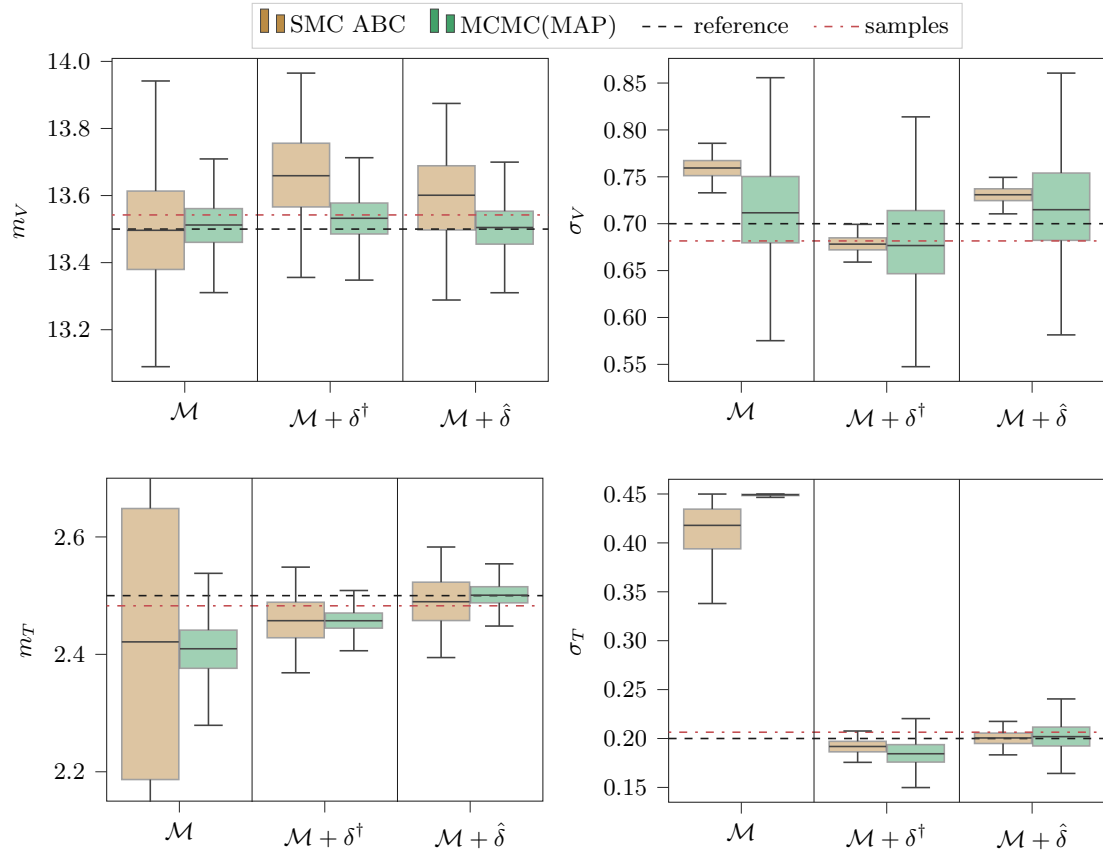 SMC ABC MCMC(MAP) reference samples
14.0
13.8
13.6
13.4
13.2
m_V
ℳ ℳ + δ† ℳ + δ̂
0.85
0.80
0.75
0.70
0.65
0.60
0.55
σ_V
ℳ ℳ + δ† ℳ + δ̂
2.6
2.4
2.2
m_T
ℳ ℳ + δ† ℳ + δ̂
0.45
0.40
0.35
0.30
0.25
0.20
0.15
σ_T
ℳ ℳ + δ† ℳ + δ̂